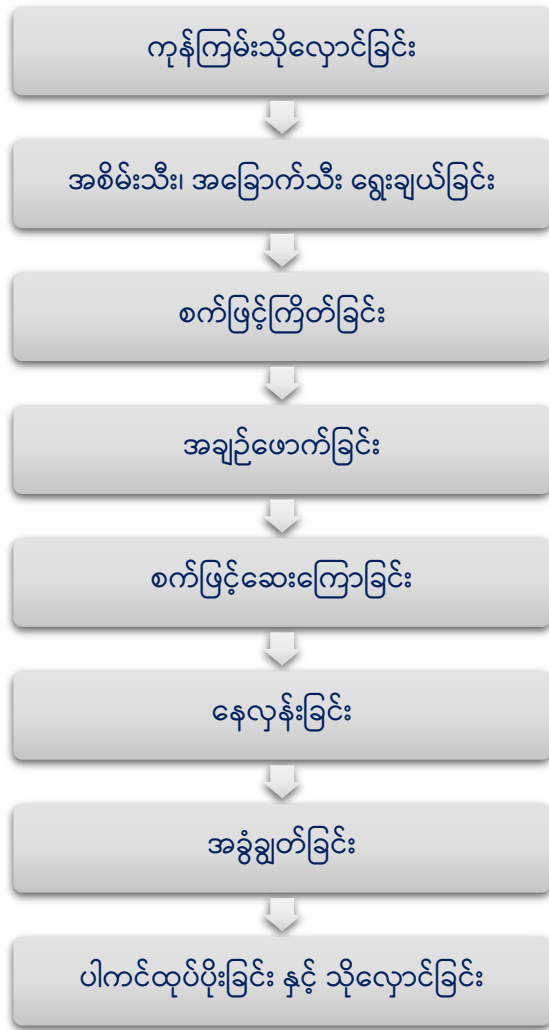 ကုန်ကြမ်းသိုလှောင်ခြင်း
အစိမ်းသီး၊ အခြောက်သီး ရွေးချယ်ခြင်း
စက်ဖြင့်ကြိတ်ခြင်း
အချဉ်ဖောက်ခြင်း
စက်ဖြင့်ဆေးကြောခြင်း
နေလှန်းခြင်း
အခွံချွတ်ခြင်း
ပါကင်ထုပ်ပိုးခြင်း နှင့် သိုလှောင်ခြင်း